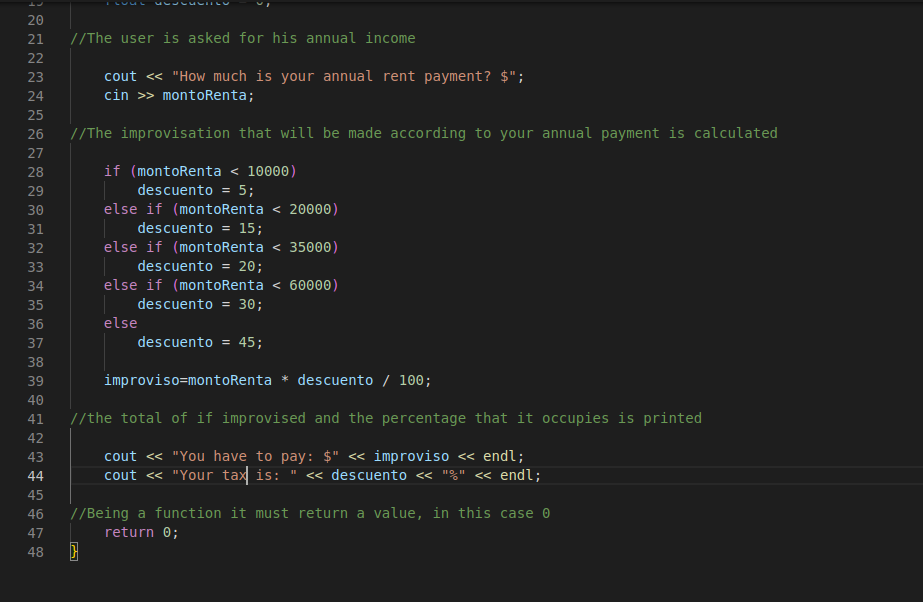 20
21 //The user is asked for his annual income
22
23 cout << "How much is your annual rent payment? $";
24 cin >> montoRenta;
25
26 //The improvisation that will be made according to your annual payment is calculated
27
28 if (montoRenta < 10000)
29 descuento = 5;
30 else if (montoRenta < 20000)
31 descuento = 15;
32 else if (montoRenta < 35000)
33 descuento = 20;
34 else if (montoRenta < 60000)
35 descuento = 30;
36 else
37 descuento = 45;
38
39 improviso=montoRenta * descuento / 100;
40
41 //the total of if improvised and the percentage that it occupies is printed
42
43 cout << "You have to pay: $" << improviso << endl;
44 cout << "Your tax is: " << descuento << "%" << endl;
45
46 //Being a function it must return a value, in this case 0
47 return 0;
48 }